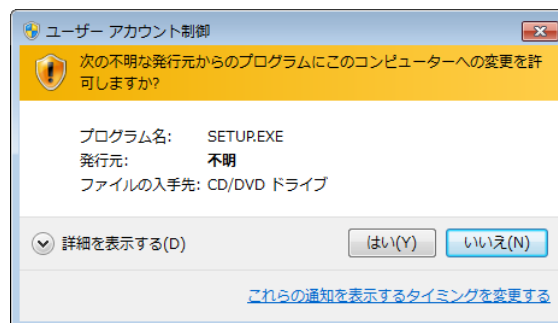 ユーザー アカウント制御
次の不明な発行元からのプログラムにこのコンピューターへの変更を許
可しますか?
プログラム名: SETUP.EXE
発行元: 不明
ファイルの入手先: CD/DVD ドライブ
詳細を表示する(D) はい(Y) いいえ(N)
これらの通知を表示するタイミングを変更する